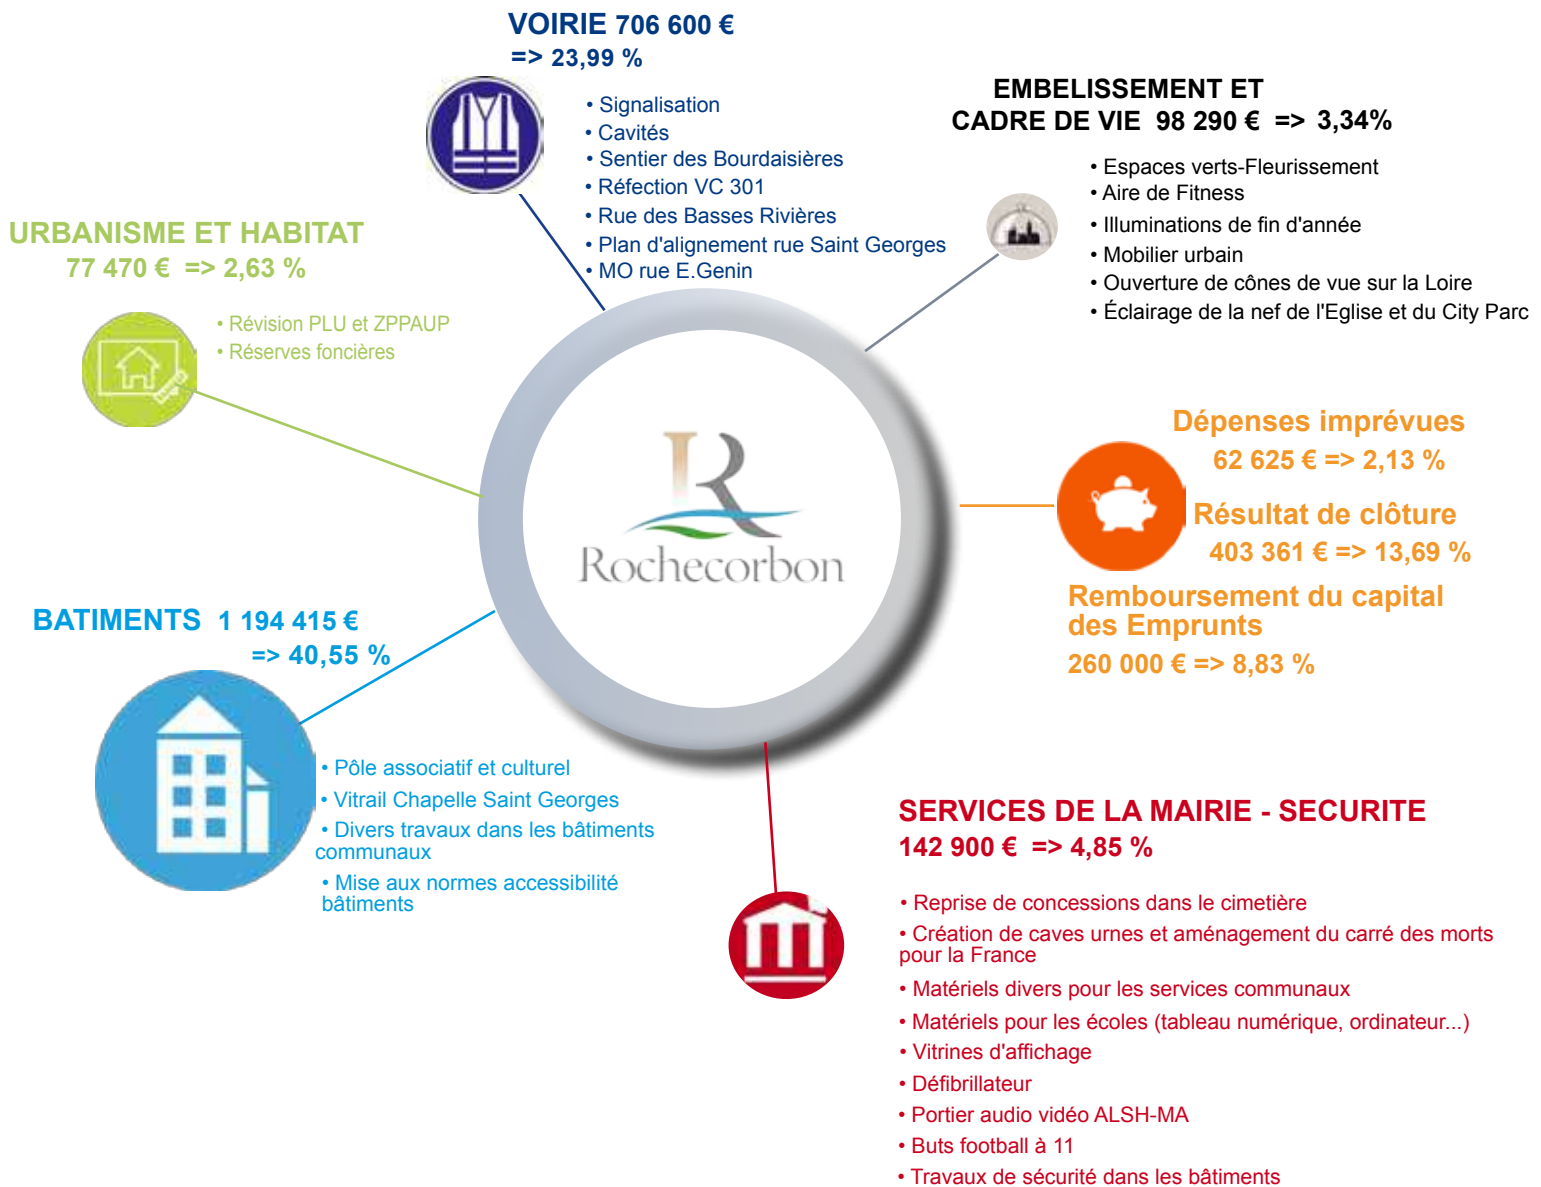 VOIRIE 706 600 €
=> 23,99 %
• Signalisation
• Cavités
• Sentier des Bourdaisières
• Réfection VC 301
• Rue des Basses Rivières
• Plan d'alignement rue Saint Georges
• MO rue E.Genin
EMBELISSEMENT ET
CADRE DE VIE 98 290 € => 3,34%
• Espaces verts-Fleurissement
• Aire de Fitness
• Illuminations de fin d'année
• Mobilier urbain
• Ouverture de cônes de vue sur la Loire
• Éclairage de la nef de l'Eglise et du City Parc
URBANISME ET HABITAT
77 470 € => 2,63 %
• Révision PLU et ZPPAUP
• Réserves foncières
R
Rochecorbon
Dépenses imprévues
62 625 € => 2,13 %
Résultat de clôture
403 361 € => 13,69 %
Remboursement du capital
des Emprunts
260 000 € => 8,83 %
BATIMENTS 1 194 415 €
=> 40,55 %
• Pôle associatif et culturel
• Vitrail Chapelle Saint Georges
• Divers travaux dans les bâtiments
communaux
• Mise aux normes accessibilité
bâtiments
SERVICES DE LA MAIRIE - SECURITE
142 900 € => 4,85 %
• Reprise de concessions dans le cimetière
• Création de caves urnes et aménagement du carré des morts
pour la France
• Matériels divers pour les services communaux
• Matériels pour les écoles (tableau numérique, ordinateur...)
• Vitrines d'affichage
• Défibrillateur
• Portier audio vidéo ALSH-MA
• Buts football à 11
• Travaux de sécurité dans les bâtiments